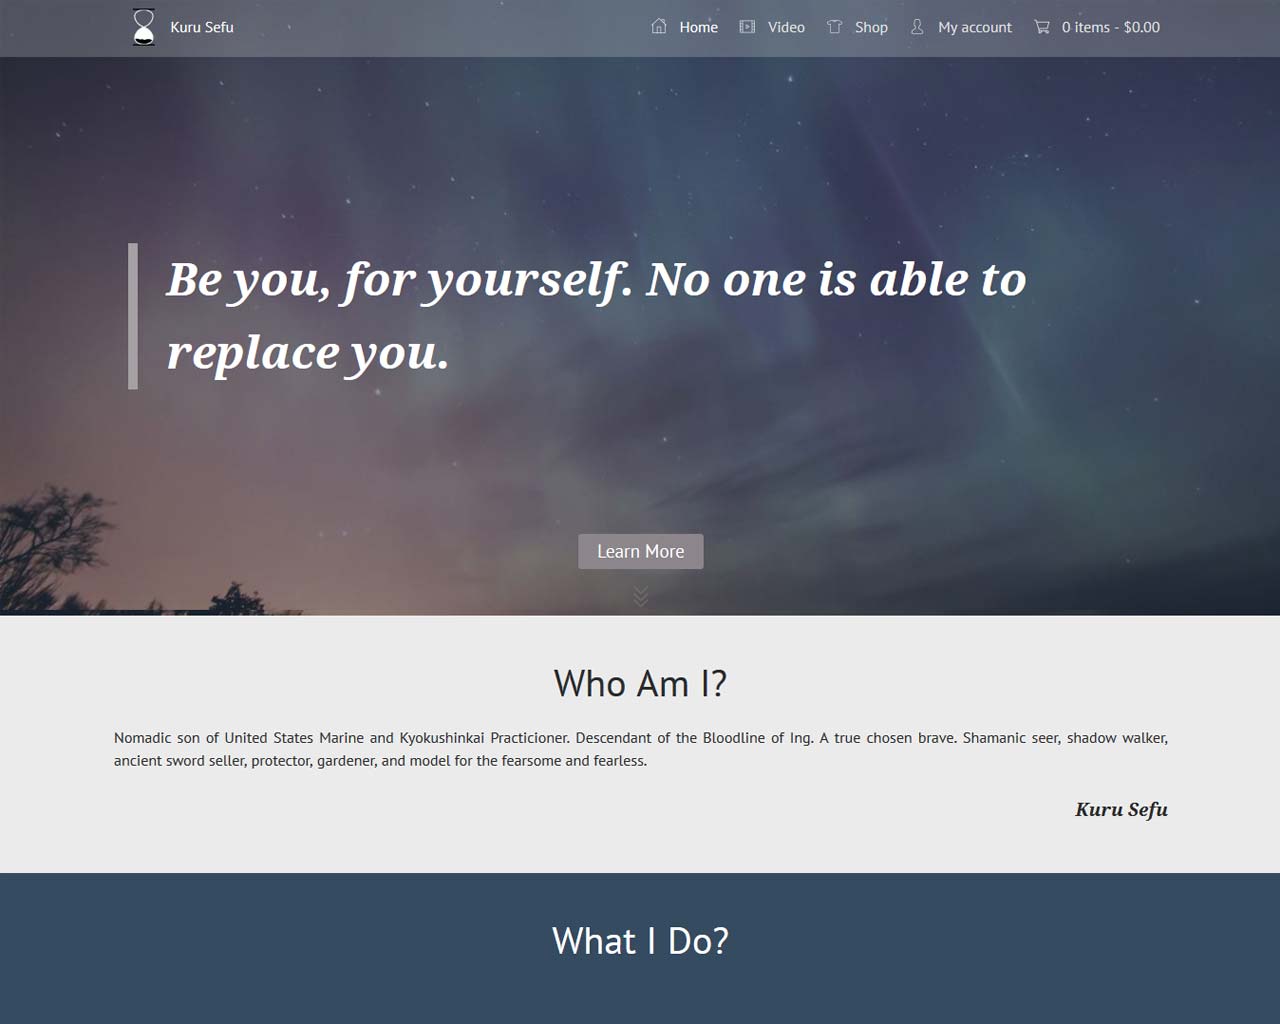 Kuru Sefu
Home Video Shop My account 0 items - $0.00
Be you, for yourself. No one is able to
replace you.
Learn More
Who Am I?
Nomadic son of United States Marine and Kyokushinkai Practicioner. Descendant of the Bloodline of Ing. A true chosen brave. Shamanic seer, shadow walker,
ancient sword seller, protector, gardener, and model for the fearsome and fearless.
Kuru Sefu
What I Do?